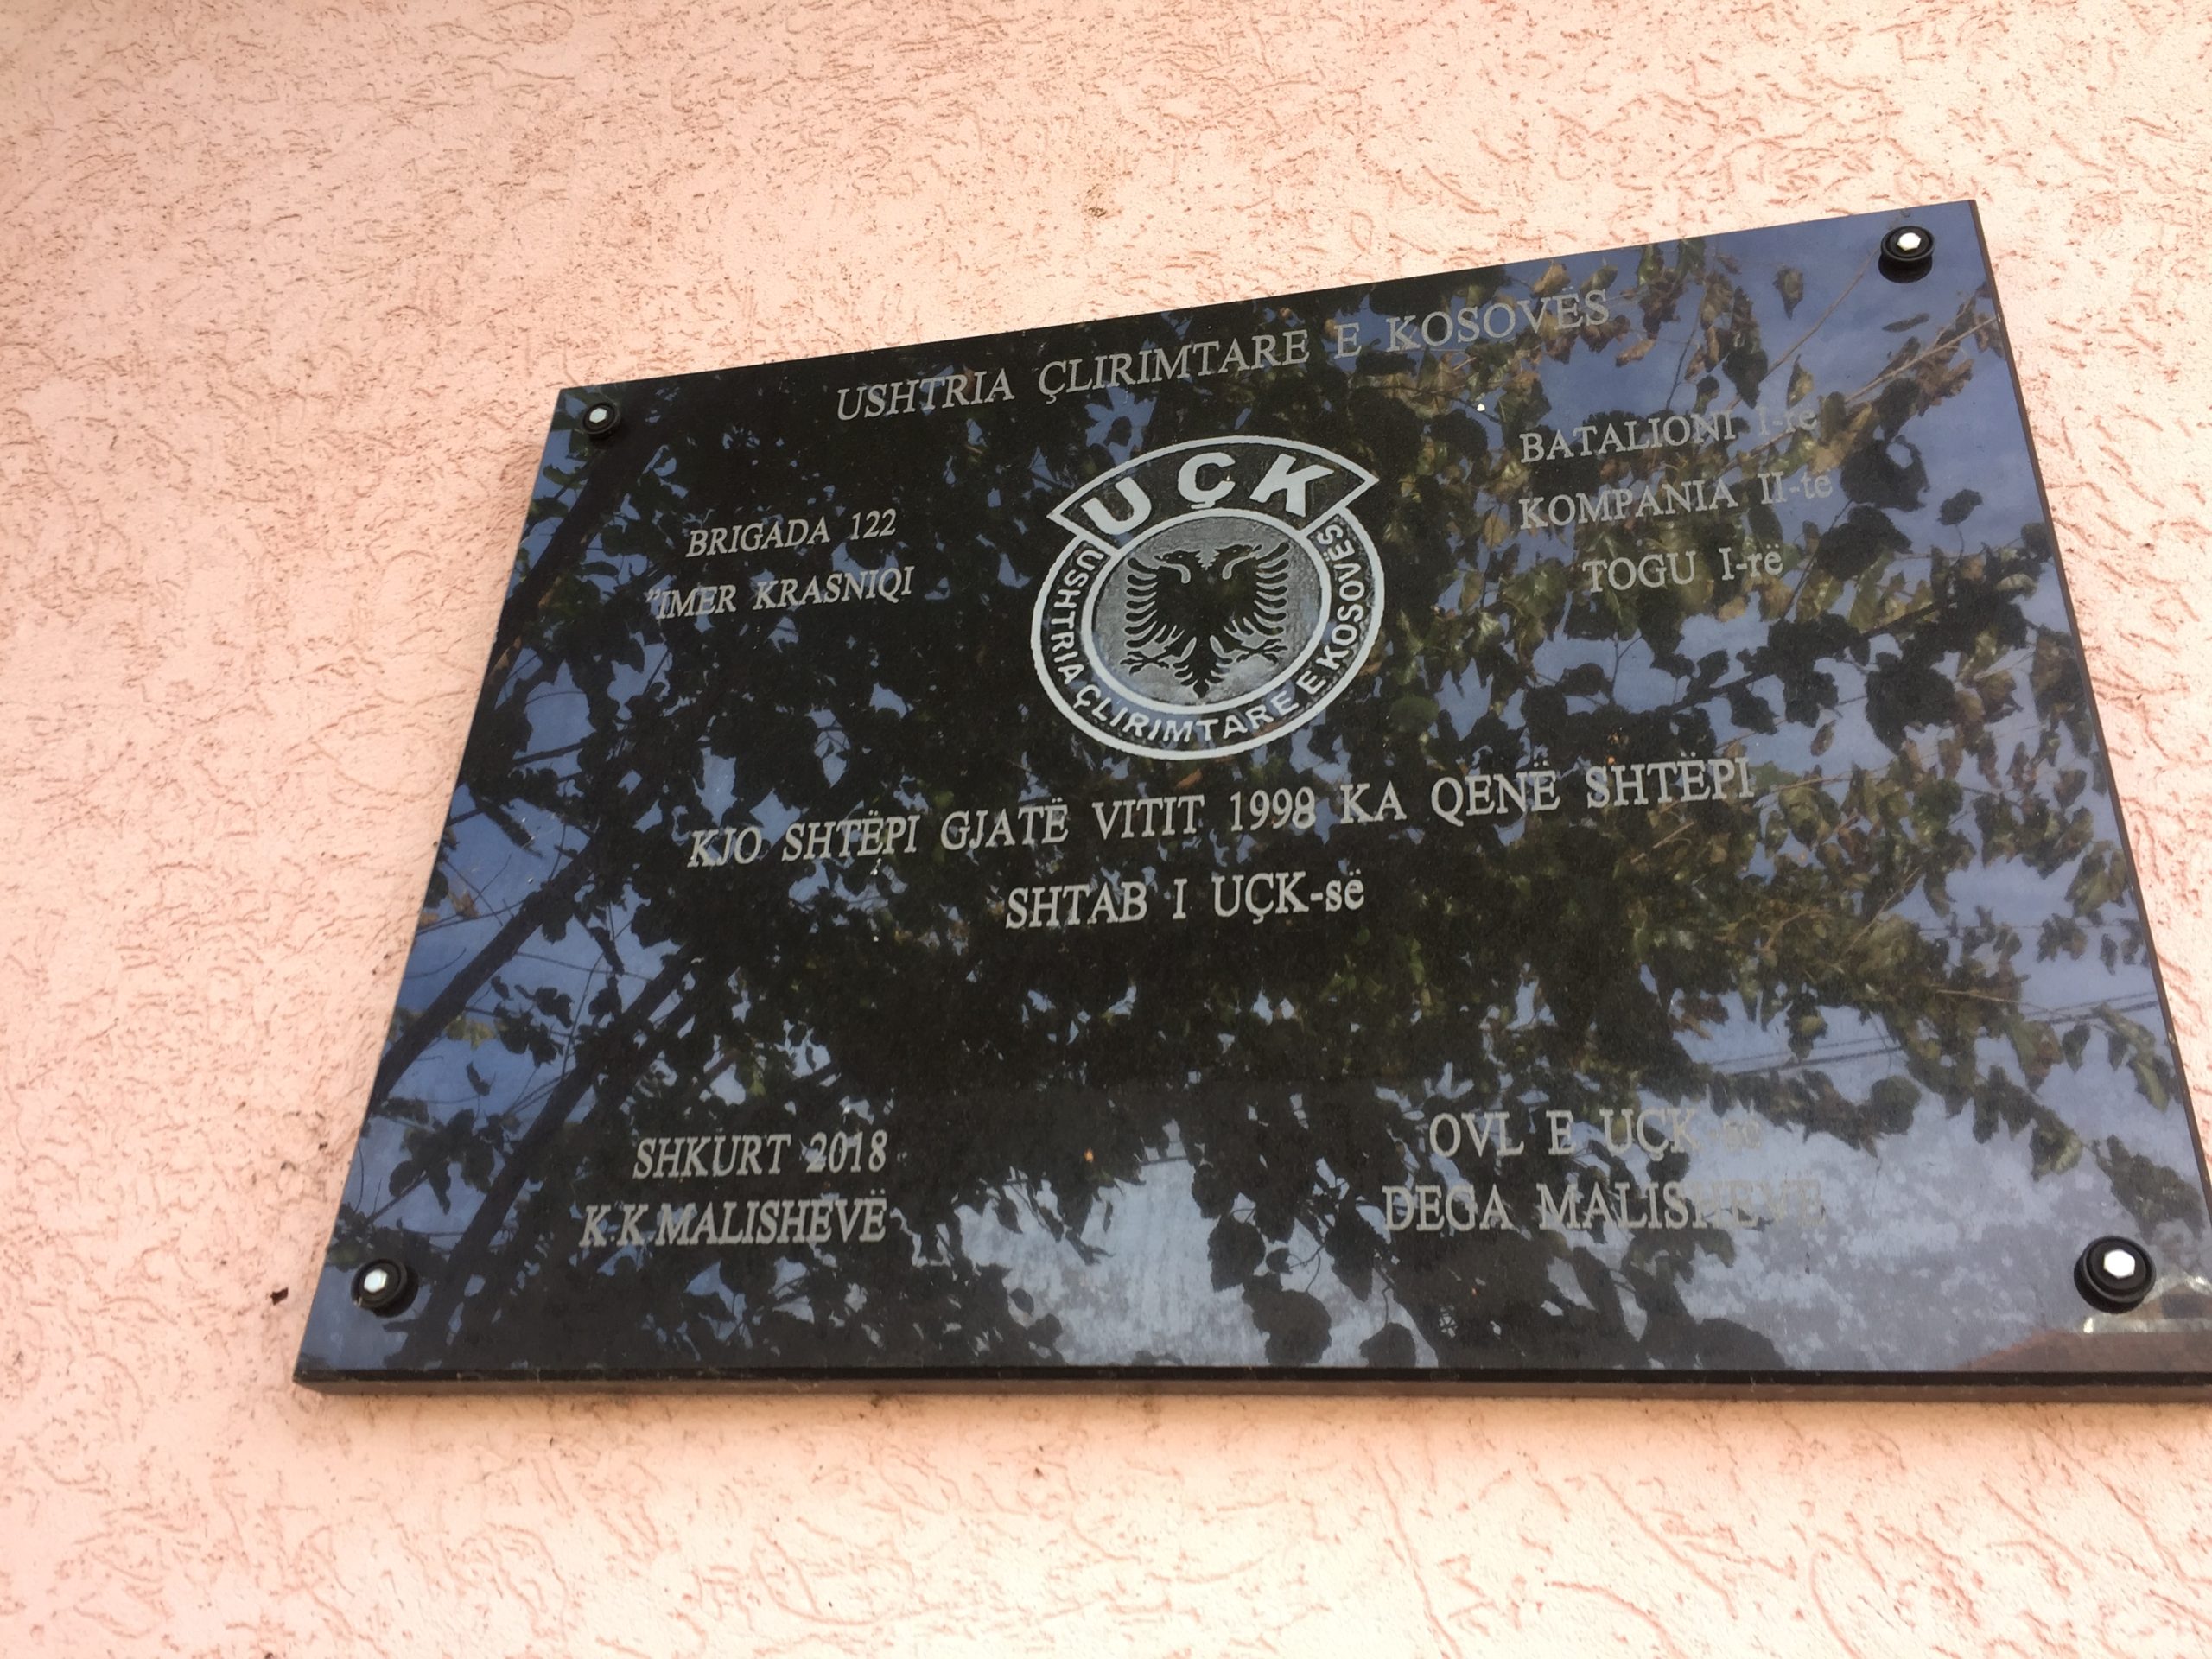 USHTRIA ÇLIRIMTARE E KOSOVËS
BRIGADA 122
"IMER KRASNIQI
UÇK
USHTRIA ÇLIRIMTARE E KOSOVËS
BATALIONI I-rë
KOMPANIA II-te
TOGU I-rë
KJO SHTËPI GJATË VITIT 1998 KA QENË SHTËPI
SHTAB I UÇK-së
SHKURT 2018
K.K.MALISHEVË
OVL E UÇK-së
DEGA MALISHEVË